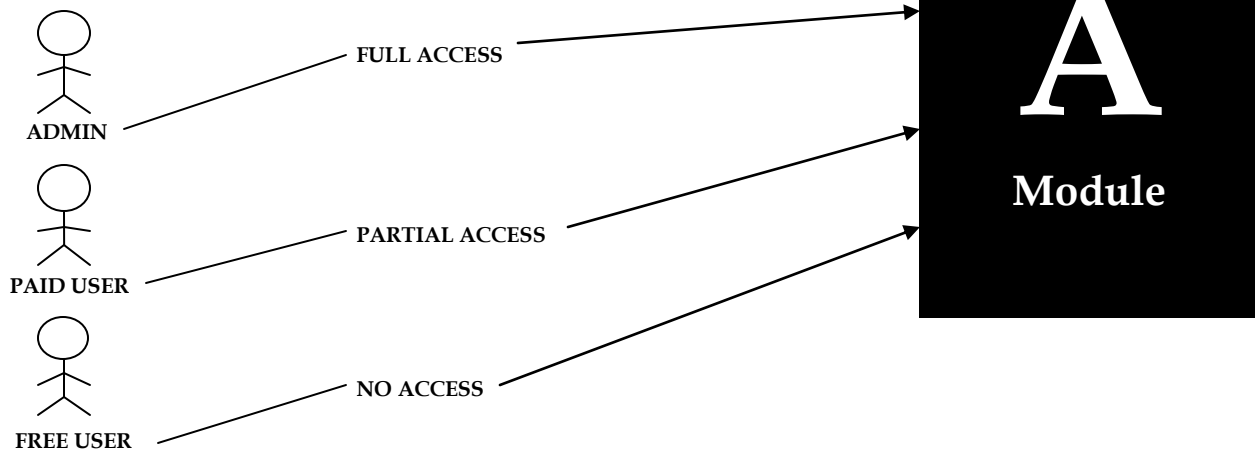 FULL ACCESS
ADMIN
PARTIAL ACCESS
PAID USER
NO ACCESS
FREE USER
A
Module